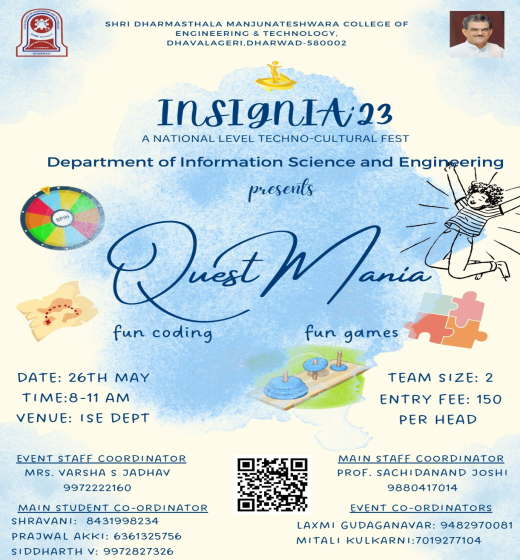 SHRI DHARMASTHALA MANJUNATESHWARA COLLEGE OF
ENGINEERING & TECHNOLOGY,
DHAVALAGERI,DHARWAD-580002
INSIGNIA'23
A NATIONAL LEVEL TECHNO-CULTURAL FEST
Department of Information Science and Engineering
presents
SPIN
Quest Mania
fun coding
fun games
DATE: 26TH MAY
TIME:8-11 AM
VENUE: ISE DEPT
TEAM SIZE: 2
ENTRY FEE: 150
PER HEAD
EVENT STAFF COORDINATOR
MRS. VARSHA S JADHAV
9972222160
MAIN STUDENT CO-ORDINATOR
SHRAVANI: 8431998234
PRAJWAL AKKI: 6361325756
SIDDHARTH V: 9972827326
MAIN STAFF COORDINATOR
PROF. SACHIDANAND JOSHI
9880417014
EVENT CO-ORDINATORS
LAXMI GUDAGANAVAR: 9482970081
MITALI KULKARNI:7019277104